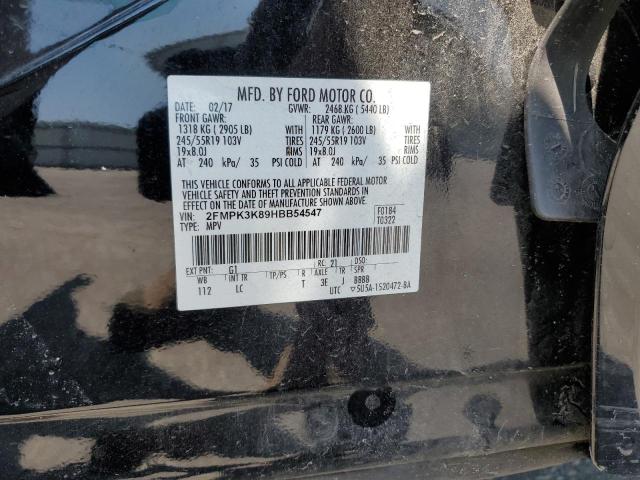 MFD. BY FORD MOTOR CO.
DATE: 02/17 GVWR: 2468 KG ( 5440 LB)
FRONT GAWR: REAR GAWR:
1318 KG ( 2905 LB) WITH 1179 KG ( 2600 LB) WITH
245/55R19 103V TIRES 245/55R19 103V TIRES
19x8.0J RIMS 19x8.0J RIMS
AT 240 kPa/ 35 PSI COLD AT 240 kPa/ 35 PSI COLD
THIS VEHICLE CONFORMS TO ALL APPLICABLE FEDERAL MOTOR
VEHICLE SAFETY AND THEFT PREVENTION STANDARDS IN EFFECT
ON THE DATE OF MANUFACTURE SHOWN ABOVE.
VIN: 2FMPK3K89HBB54547 F0184
TYPE: MPV T0322
EXT PNT: G1 RC: 21 DSO:
WB INT TR TP/PS R AXLE TR SPR
112 LC T 3E J BBBB
UTC ▽5U5A-1520472-BA